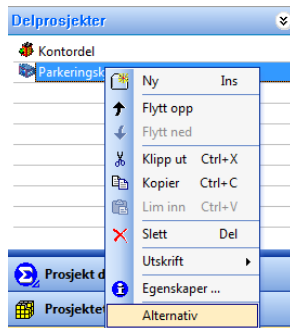 Delprosjekter
Kontordel
Parkeringsk
Ny Ins
Flytt opp
Flytt ned
Klipp ut Ctrl+X
Kopier Ctrl+C
Lim inn Ctrl+V
Slett Del
Utskrift
Egenskaper ...
Prosjekt d
Alternativ
Prosjektet